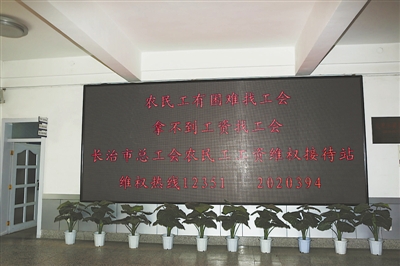 农民工有困难找工会
拿不到工资找工会
长治市总工会农民工工资维权接待站
维权热线12351 2020394